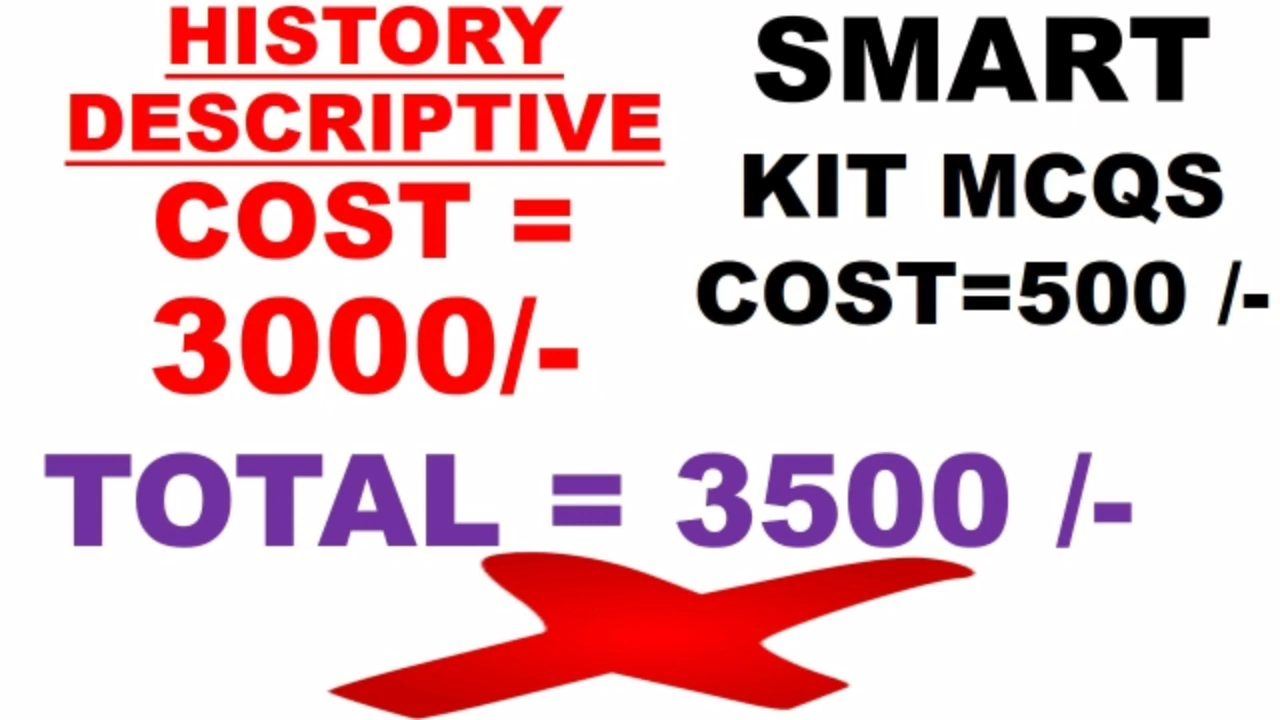 HISTORY
DESCRIPTIVE
COST =
3000/-
SMART
KIT MCQS
COST=500 /-
TOTAL = 3500 /-